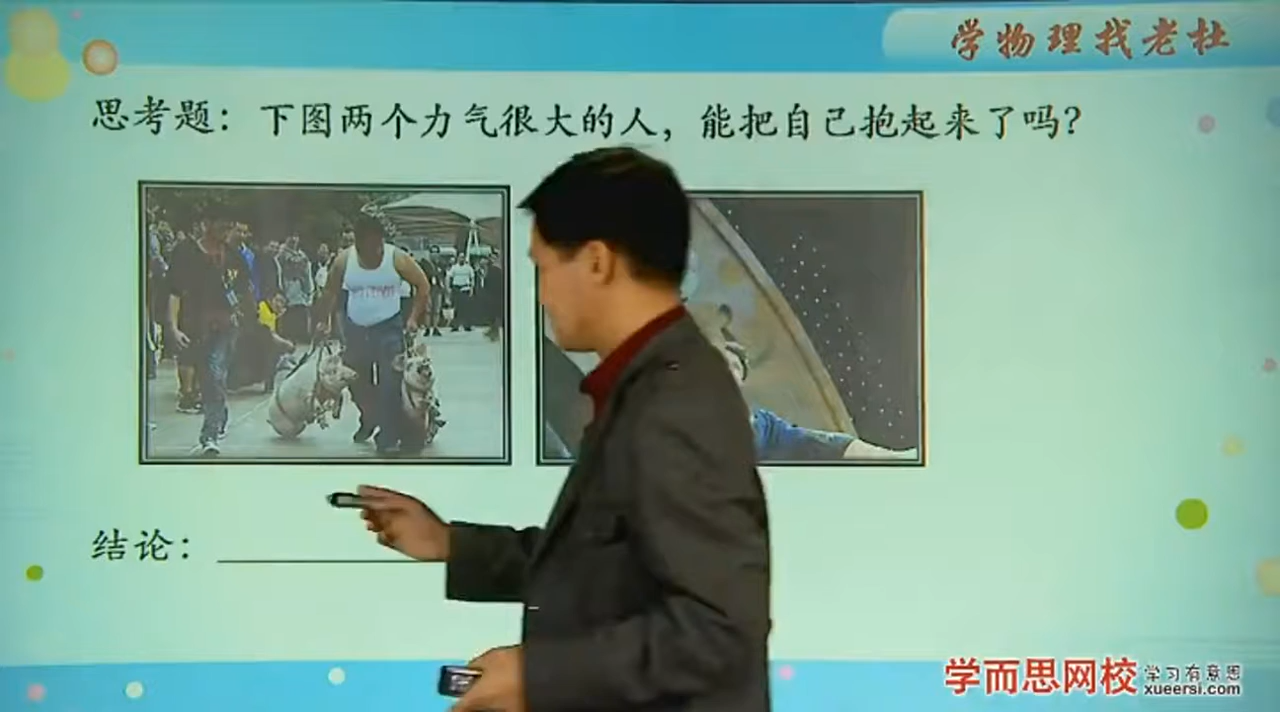 学物理找老杜
思考题：下图两个力气很大的人，能把自己抱起来了吗？
结论：
学而思网校
学习有意思
xueersi.com